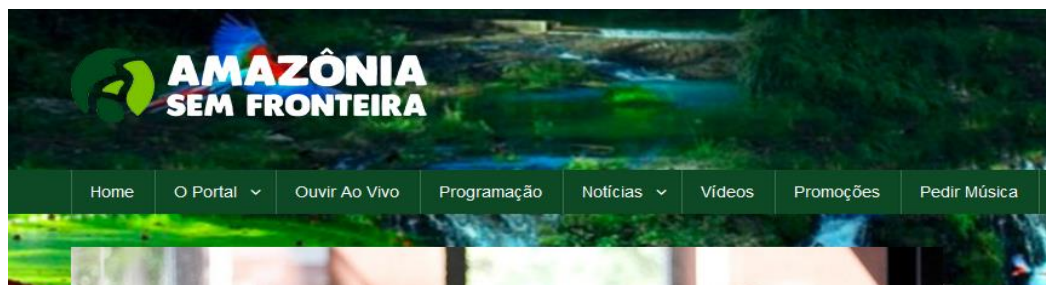 AMAZÔNIA
SEM FRONTEIRA
Home O Portal Ouvir Ao Vivo Programação Notícias Vídeos Promoções Pedir Música